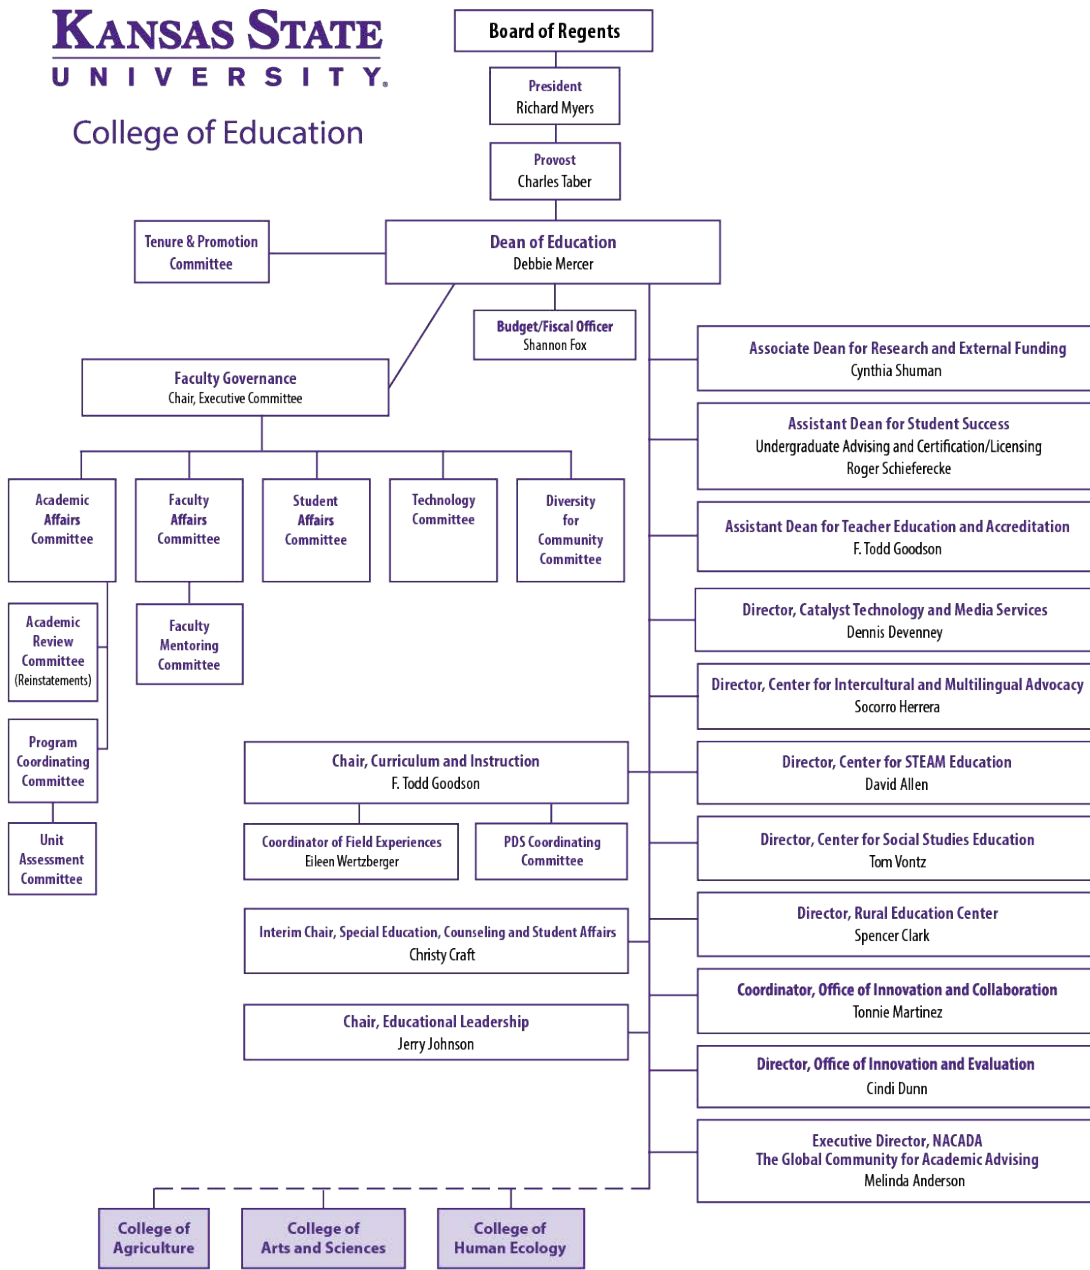 KANSAS STATE
UNIVERSITY.
College of Education
Board of Regents
President
Richard Myers
Provost
Charles Taber
Dean of Education
Debbie Mercer
Tenure & Promotion
Committee
Budget/Fiscal Officer
Shannon Fox
Faculty Governance
Chair, Executive Committee
Academic
Affairs
Committee
Faculty
Affairs
Committee
Student
Affairs
Committee
Technology
Committee
Diversity
for
Community
Committee
Academic
Review
Committee
(Reinstatements)
Faculty
Mentoring
Committee
Program
Coordinating
Committee
Unit
Assessment
Committee
Chair, Curriculum and Instruction
F. Todd Goodson
Coordinator of Field Experiences
Eileen Wertzberger
PDS Coordinating
Committee
Interim Chair, Special Education, Counseling and Student Affairs
Christy Craft
Chair, Educational Leadership
Jerry Johnson
Associate Dean for Research and External Funding
Cynthia Shuman
Assistant Dean for Student Success
Undergraduate Advising and Certification/Licensing
Roger Schieferecke
Assistant Dean for Teacher Education and Accreditation
F. Todd Goodson
Director, Catalyst Technology and Media Services
Dennis Devenney
Director, Center for Intercultural and Multilingual Advocacy
Socorro Herrera
Director, Center for STEAM Education
David Allen
Director, Center for Social Studies Education
Tom Vontz
Director, Rural Education Center
Spencer Clark
Coordinator, Office of Innovation and Collaboration
Tonnie Martinez
Director, Office of Innovation and Evaluation
Cindi Dunn
Executive Director, NACADA
The Global Community for Academic Advising
Melinda Anderson
College of
Agriculture
College of
Arts and Sciences
College of
Human Ecology